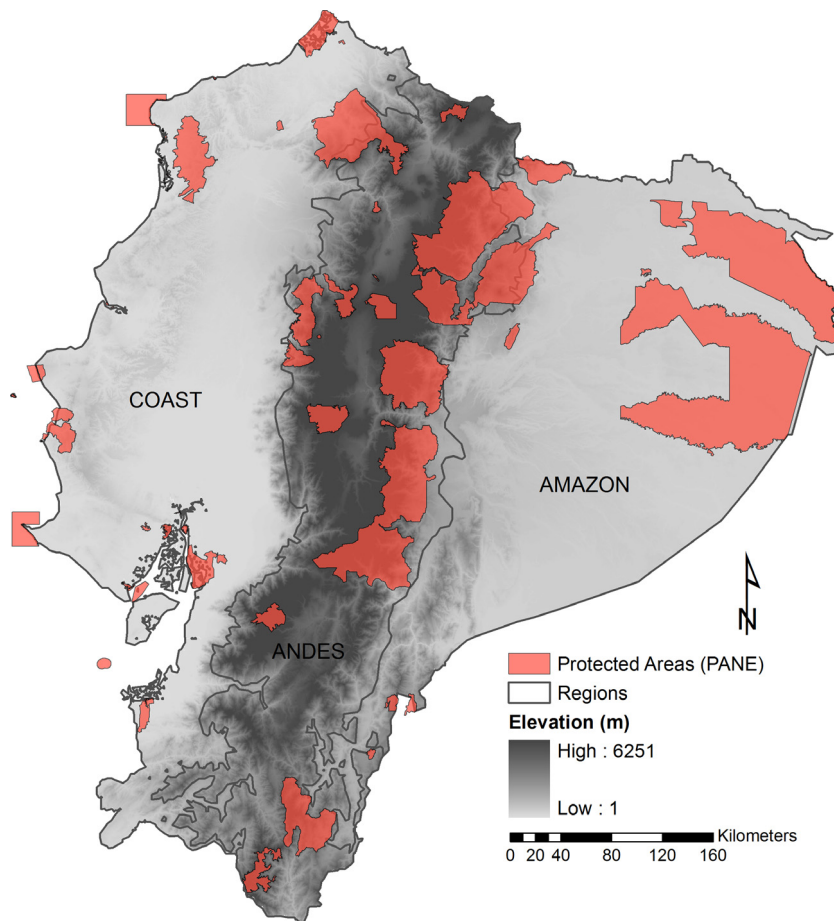 COAST
AMAZON
ANDES
N
Protected Areas (PANE)
Regions
Elevation (m)
High : 6251
Low : 1
Kilometers
0 20 40 80 120 160